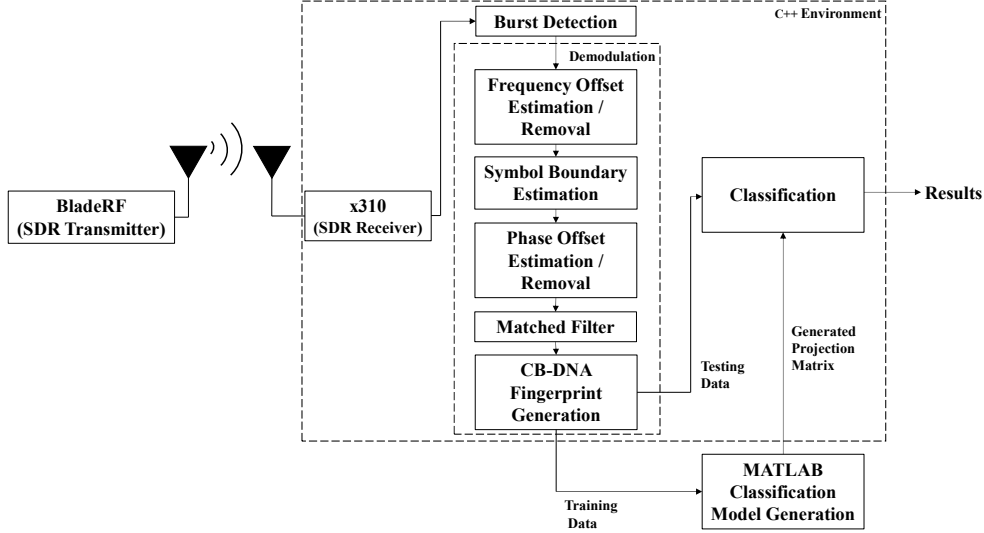 C++ Environment
Burst Detection
Demodulation
Frequency Offset
Estimation /
Removal
Symbol Boundary
Estimation
Phase Offset
Estimation /
Removal
Matched Filter
CB-DNA
Fingerprint
Generation
BladeRF
(SDR Transmitter)
x310
(SDR Receiver)
Classification
Results
Testing
Data
Generated
Projection
Matrix
Training
Data
MATLAB
Classification
Model Generation